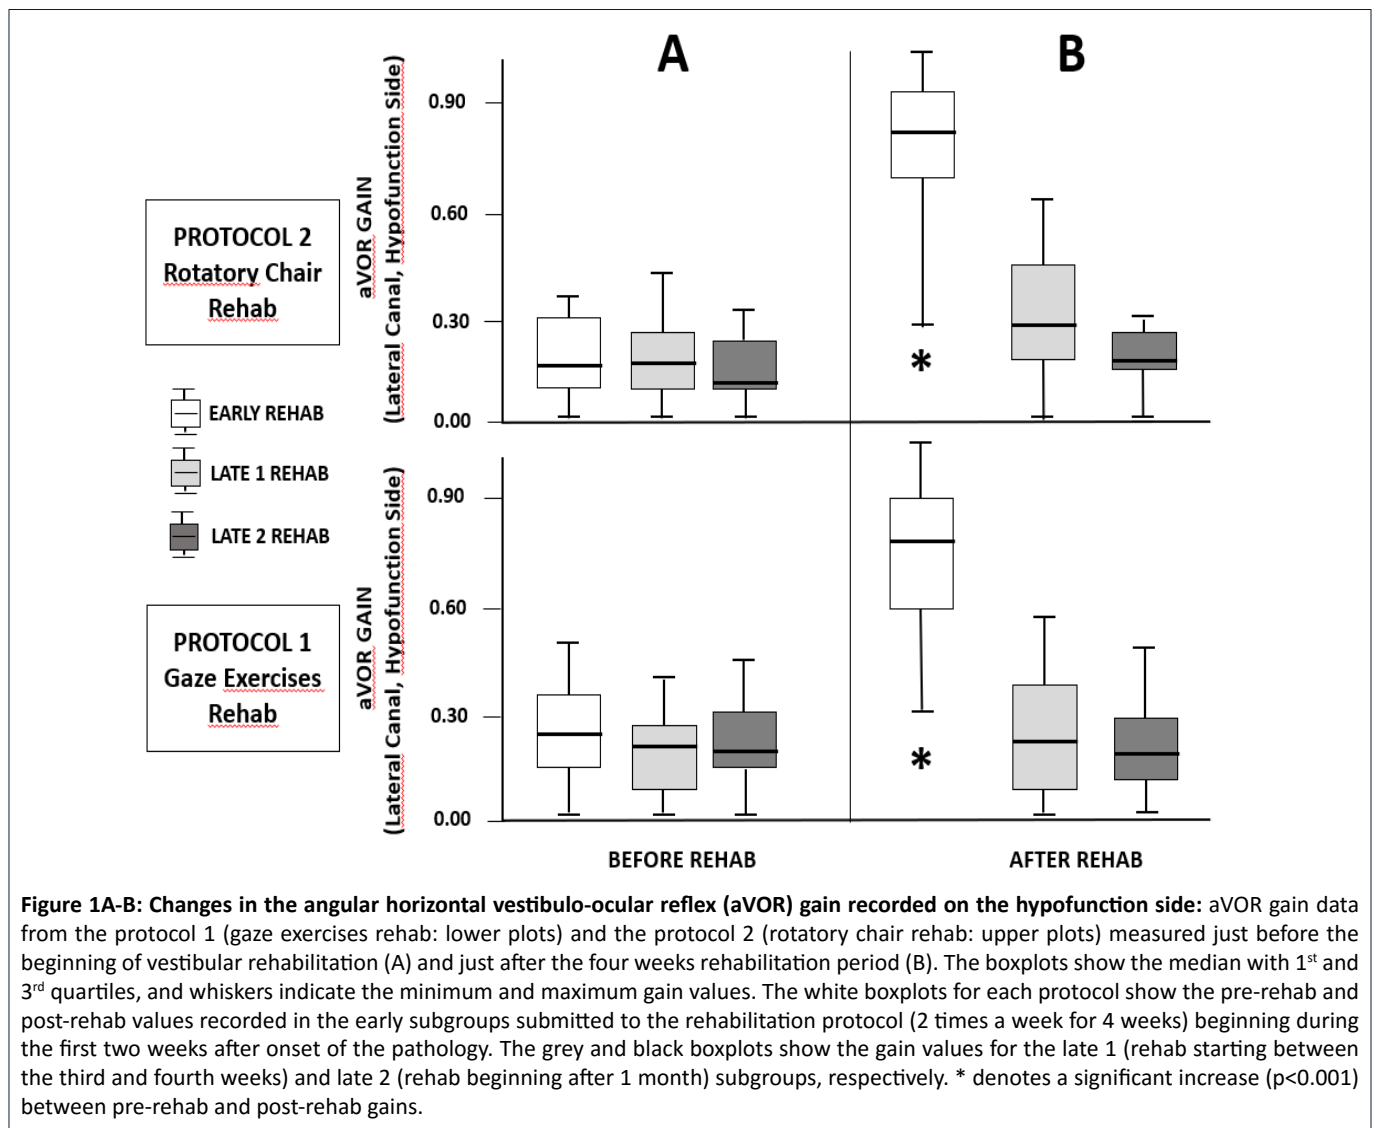 A
B
PROTOCOL 2
Rotatory Chair
Rehab
aVOR GAIN
(Lateral Canal, Hypofunction Side)
0.90
0.60
0.30
0.00
*
EARLY REHAB
LATE 1 REHAB
LATE 2 REHAB
PROTOCOL 1
Gaze Exercises
Rehab
aVOR GAIN
(Lateral Canal, Hypofunction Side)
0.90
0.60
0.30
0.00
*
BEFORE REHAB
AFTER REHAB
Figure 1A-B: Changes in the angular horizontal vestibulo-ocular reflex (aVOR) gain recorded on the hypofunction side: aVOR gain data
from the protocol 1 (gaze exercises rehab: lower plots) and the protocol 2 (rotatory chair rehab: upper plots) measured just before the
beginning of vestibular rehabilitation (A) and just after the four weeks rehabilitation period (B). The boxplots show the median with 1st and
3rd quartiles, and whiskers indicate the minimum and maximum gain values. The white boxplots for each protocol show the pre-rehab and
post-rehab values recorded in the early subgroups submitted to the rehabilitation protocol (2 times a week for 4 weeks) beginning during
the first two weeks after onset of the pathology. The grey and black boxplots show the gain values for the late 1 (rehab starting between
the third and fourth weeks) and late 2 (rehab beginning after 1 month) subgroups, respectively. * denotes a significant increase (p<0.001)
between pre-rehab and post-rehab gains.